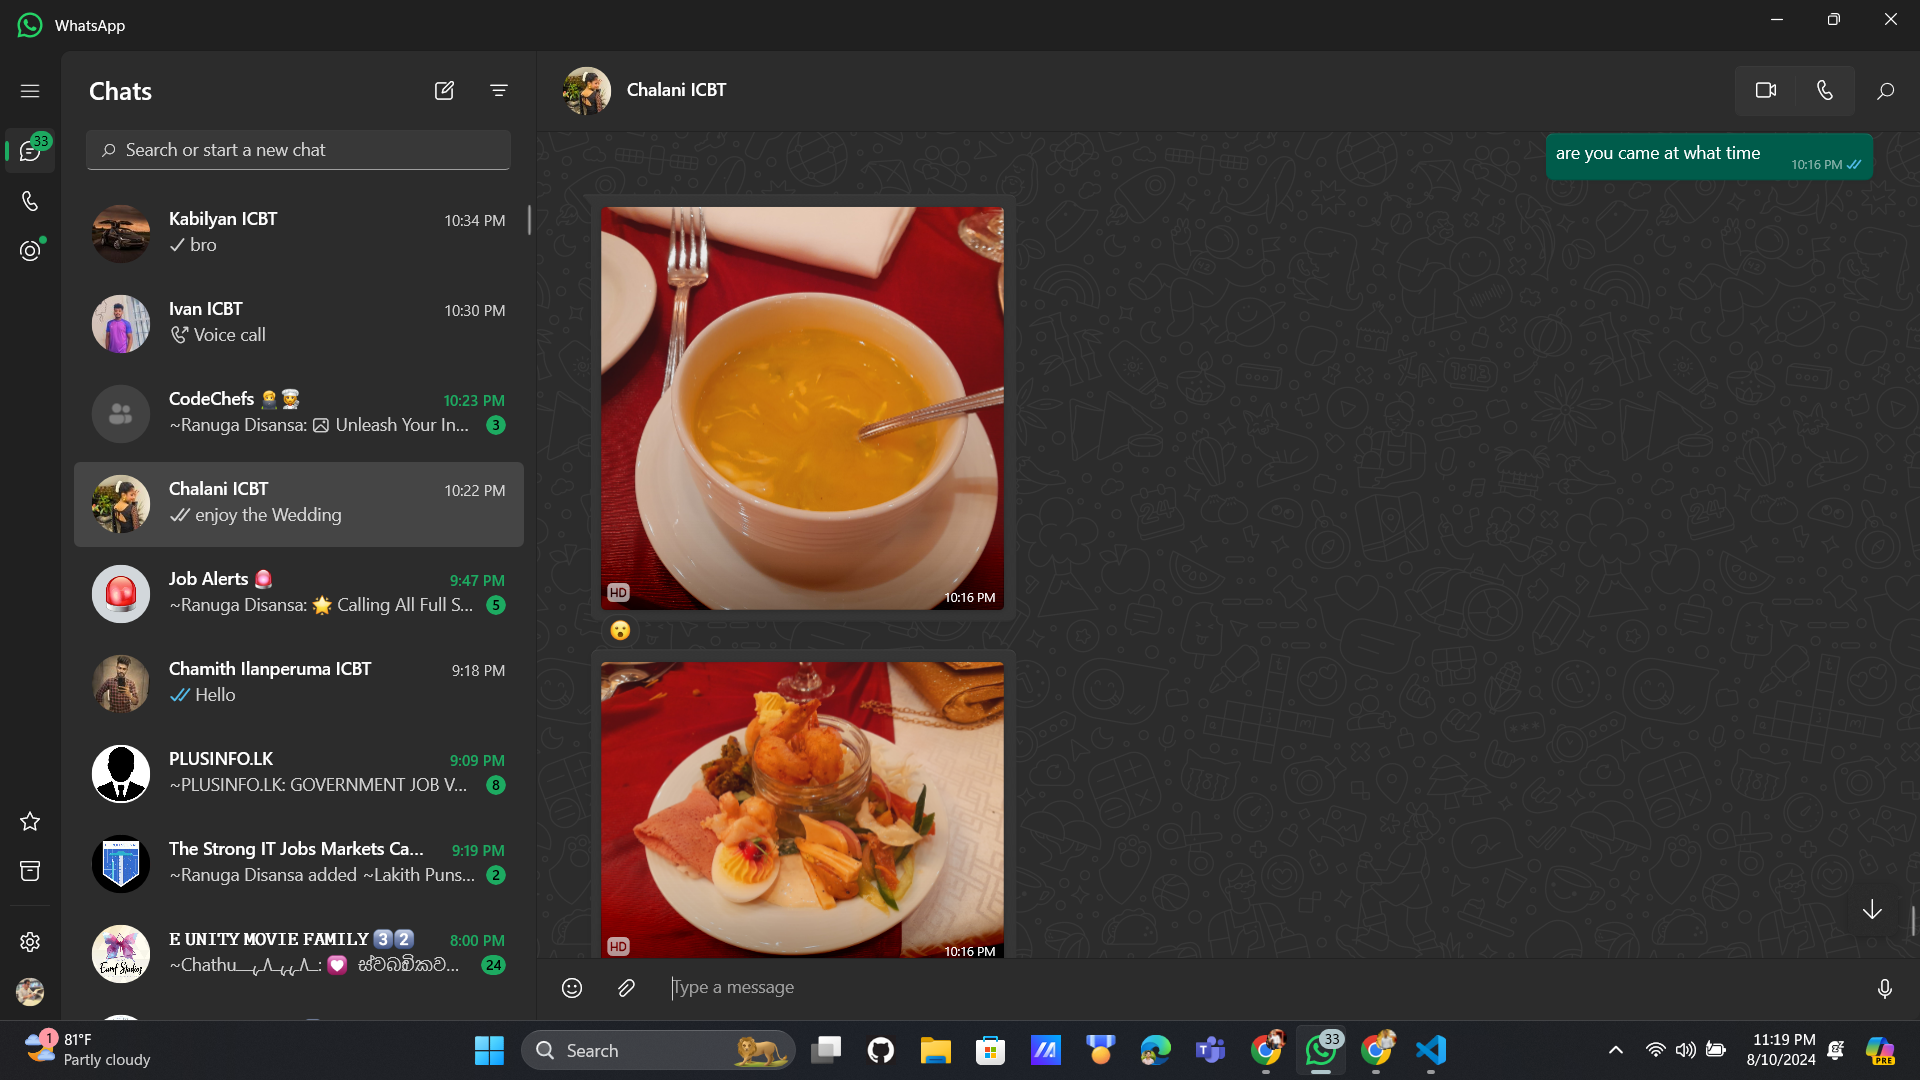 WhatsApp
Chats
33
Search or start a new chat
Kabilyan ICBT
10:34 PM
bro
Ivan ICBT
10:30 PM
Voice call
CodeChefs
10:23 PM
~Ranuga Disansa: Unleash Your In...
3
Chalani ICBT
10:22 PM
enjoy the Wedding
Job Alerts
9:47 PM
~Ranuga Disansa: 🌟 Calling All Full S...
5
Chamith Ilanperuma ICBT
9:18 PM
Hello
PLUSINFO.LK
9:09 PM
~PLUSINFO.LK: GOVERNMENT JOB V...
8
The Strong IT Jobs Markets Ca...
9:19 PM
~Ranuga Disansa added ~Lakith Puns...
2
E UNITY MOVIE FAMILY 3️⃣2️⃣
8:00 PM
24
Chalani ICBT
are you came at what time
10:16 PM
HD
10:16 PM
HD
10:16 PM
Type a message
1
81°F
Partly cloudy
Search
33
11:19 PM
8/10/2024
PRE